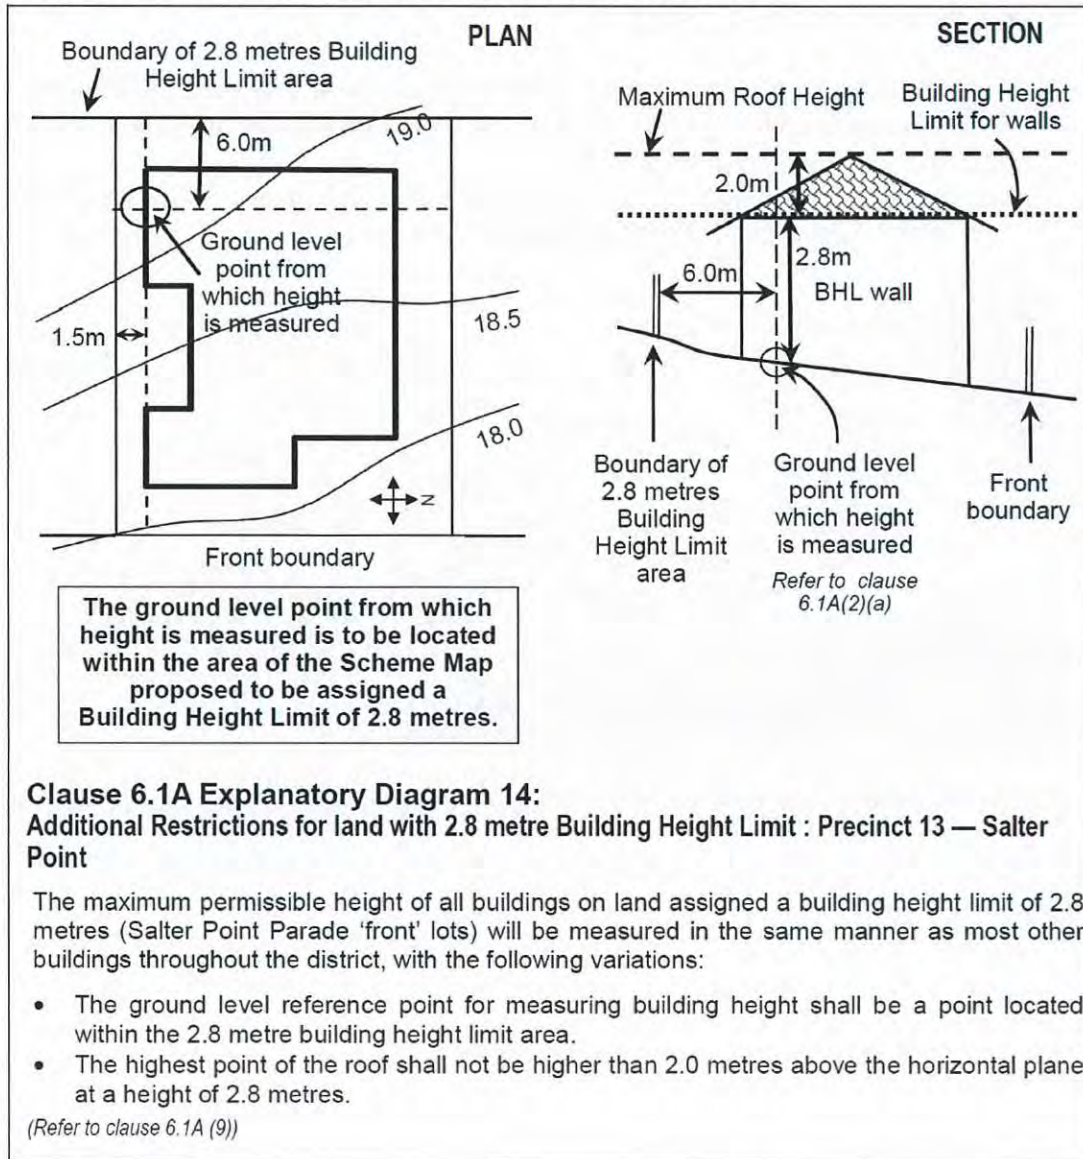 PLAN
Boundary of 2.8 metres Building
Height Limit area
6.0m
19.0
Ground level
point from
which height
is measured
1.5m
18.5
18.0
N
Front boundary
The ground level point from which
height is measured is to be located
within the area of the Scheme Map
proposed to be assigned a
Building Height Limit of 2.8 metres.
SECTION
Maximum Roof Height
Building Height
Limit for walls
2.0m
6.0m
2.8m
BHL wall
Boundary of
2.8 metres
Building
Height Limit
area
Ground level
point from
which height
is measured
Refer to clause
6.1A(2)(a)
Front
boundary
Clause 6.1A Explanatory Diagram 14:
Additional Restrictions for land with 2.8 metre Building Height Limit : Precinct 13 — Salter
Point
The maximum permissible height of all buildings on land assigned a building height limit of 2.8
metres (Salter Point Parade ‘front’ lots) will be measured in the same manner as most other
buildings throughout the district, with the following variations:
• The ground level reference point for measuring building height shall be a point located
within the 2.8 metre building height limit area.
• The highest point of the roof shall not be higher than 2.0 metres above the horizontal plane
at a height of 2.8 metres.
(Refer to clause 6.1A (9))